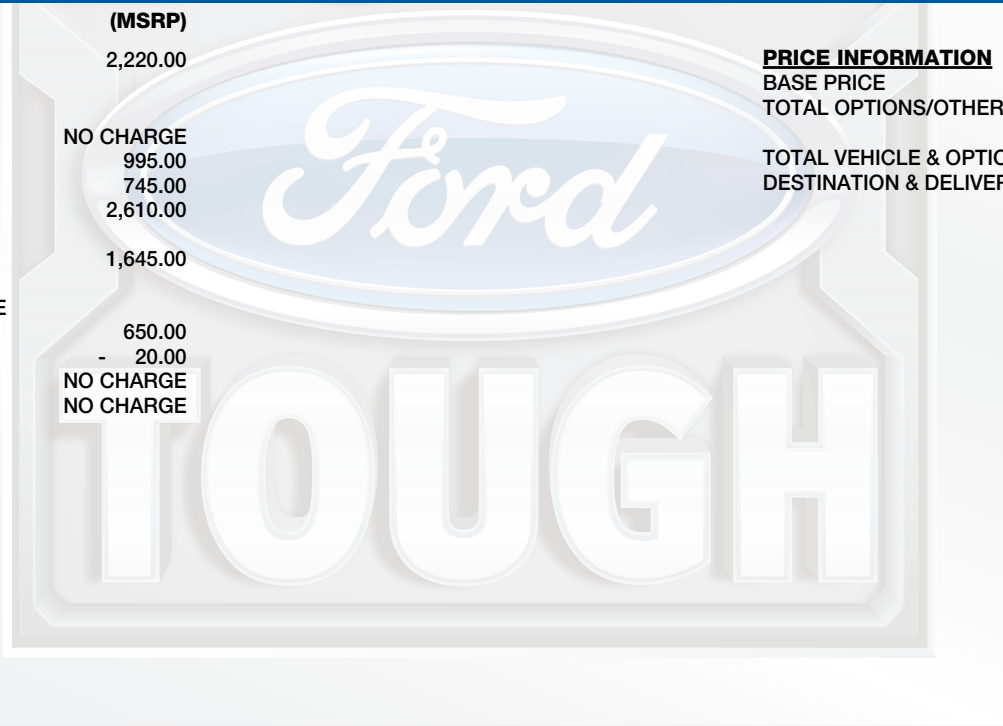 (MSRP)
2,220.00
NO CHARGE
995.00
745.00
2,610.00
1,645.00
E
650.00
- 20.00
NO CHARGE
NO CHARGE
PRICE INFORMATION
BASE PRICE
TOTAL OPTIONS/OTHER
TOTAL VEHICLE & OPTIO
DESTINATION & DELIVER
Ford
TOUGH